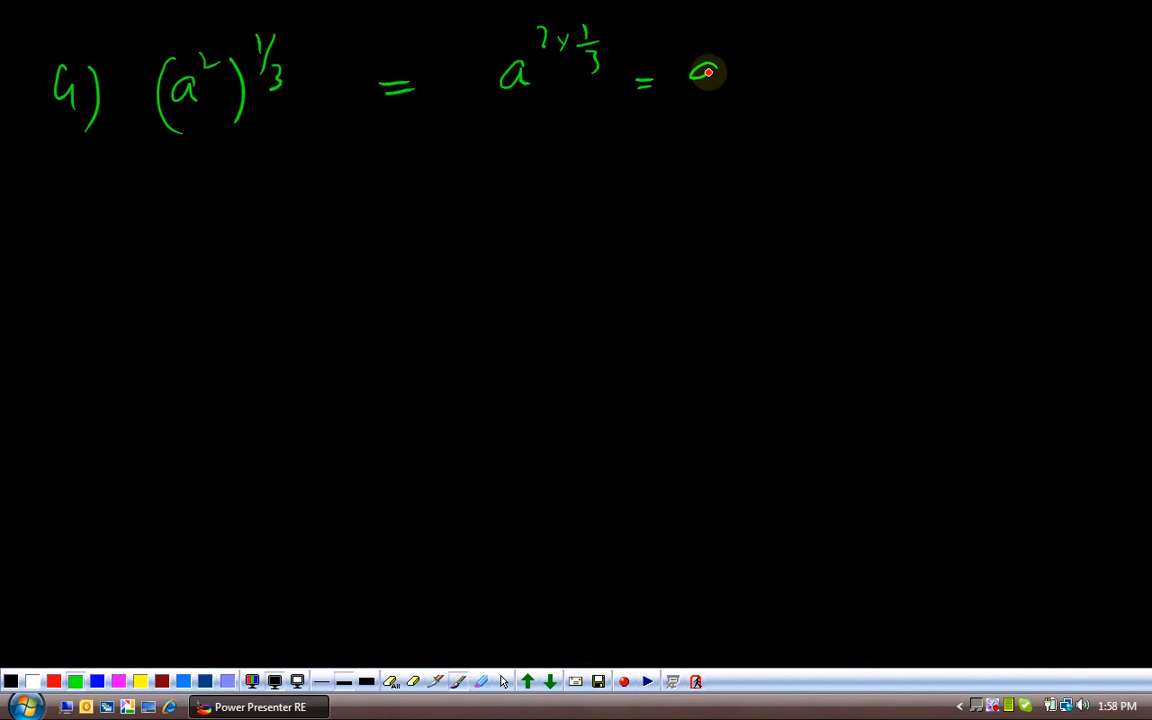 4) (a²)^1/3 = a^2×1/3 = a
Power Presenter RE
1:58 PM